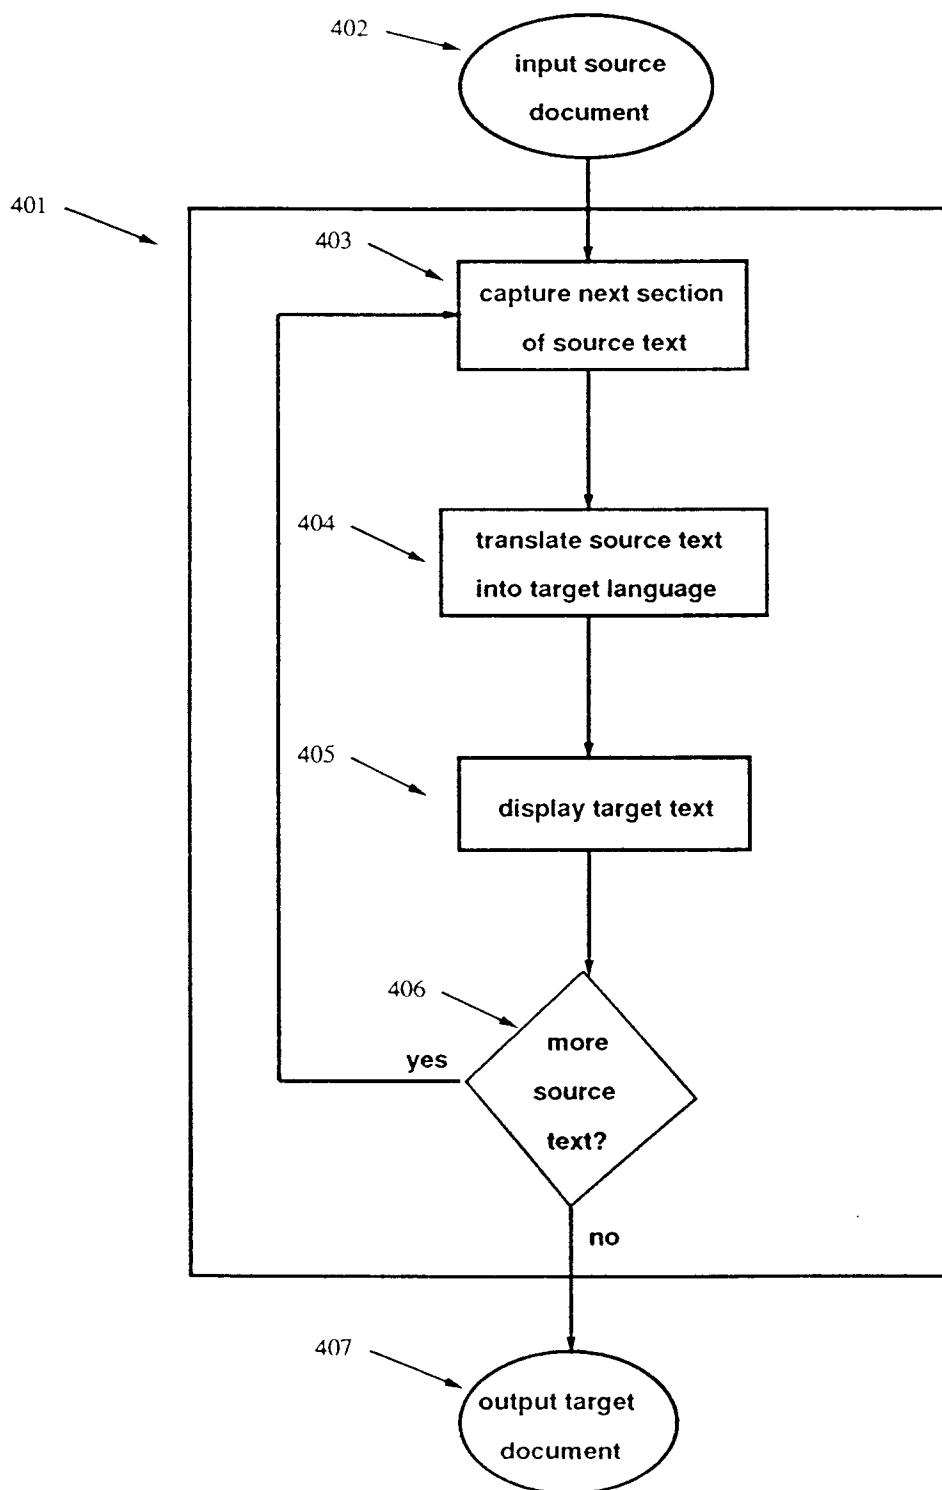 402
input source
document
401
403
capture next section
of source text
404
translate source text
into target language
405
display target text
406
more
yes
source
text?
no
407
output target
document